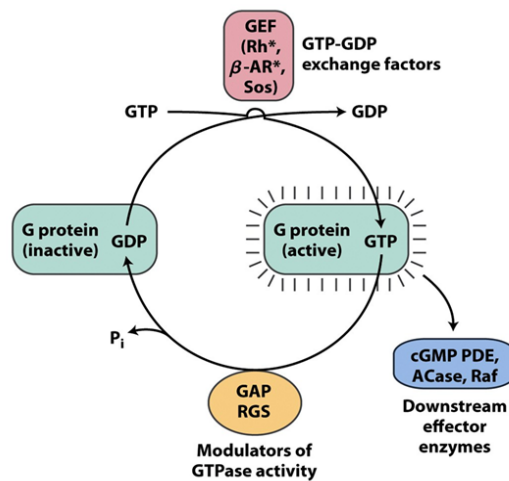 GEF
(Rh*,
β-AR*,
Sos)
GTP-GDP
exchange factors
GTP
GDP
G protein
(inactive)
GDP
G protein
(active)
GTP
Pi
GAP
RGS
Modulators of
GTPase activity
cGMP PDE,
ACase, Raf
Downstream
effector
enzymes